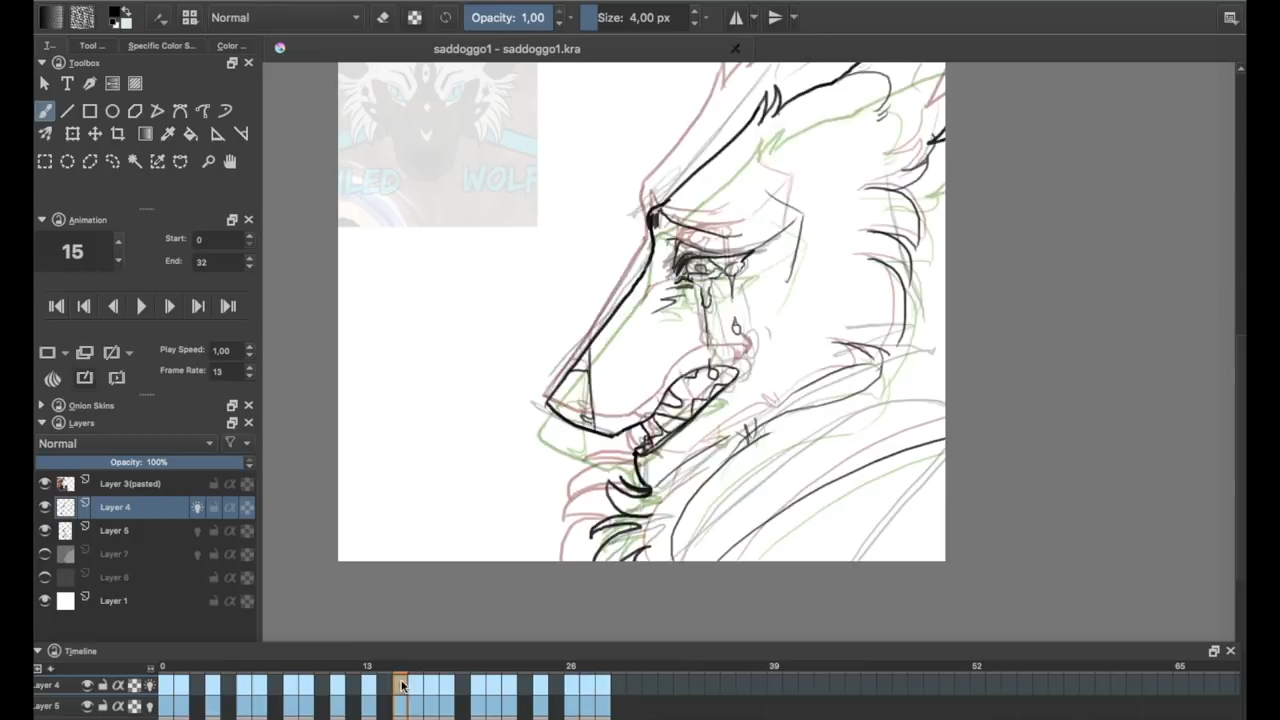 Normal
Opacity: 1,00
Size: 4,00 px
T...
Tool ...
Specific Color S...
Color ...
saddoggo1 - saddoggo1.kra
Toolbox
ILED WOLF
Animation
15
Start: 0
End: 32
Play Speed: 1,00
Frame Rate: 13
Onion Skins
Layers
Normal
Opacity: 100%
Layer 3(pasted)
Layer 4
Layer 5
Layer 7
Layer 6
Layer 1
Timeline
0 13 26 39 52 65
Layer 4
Layer 5